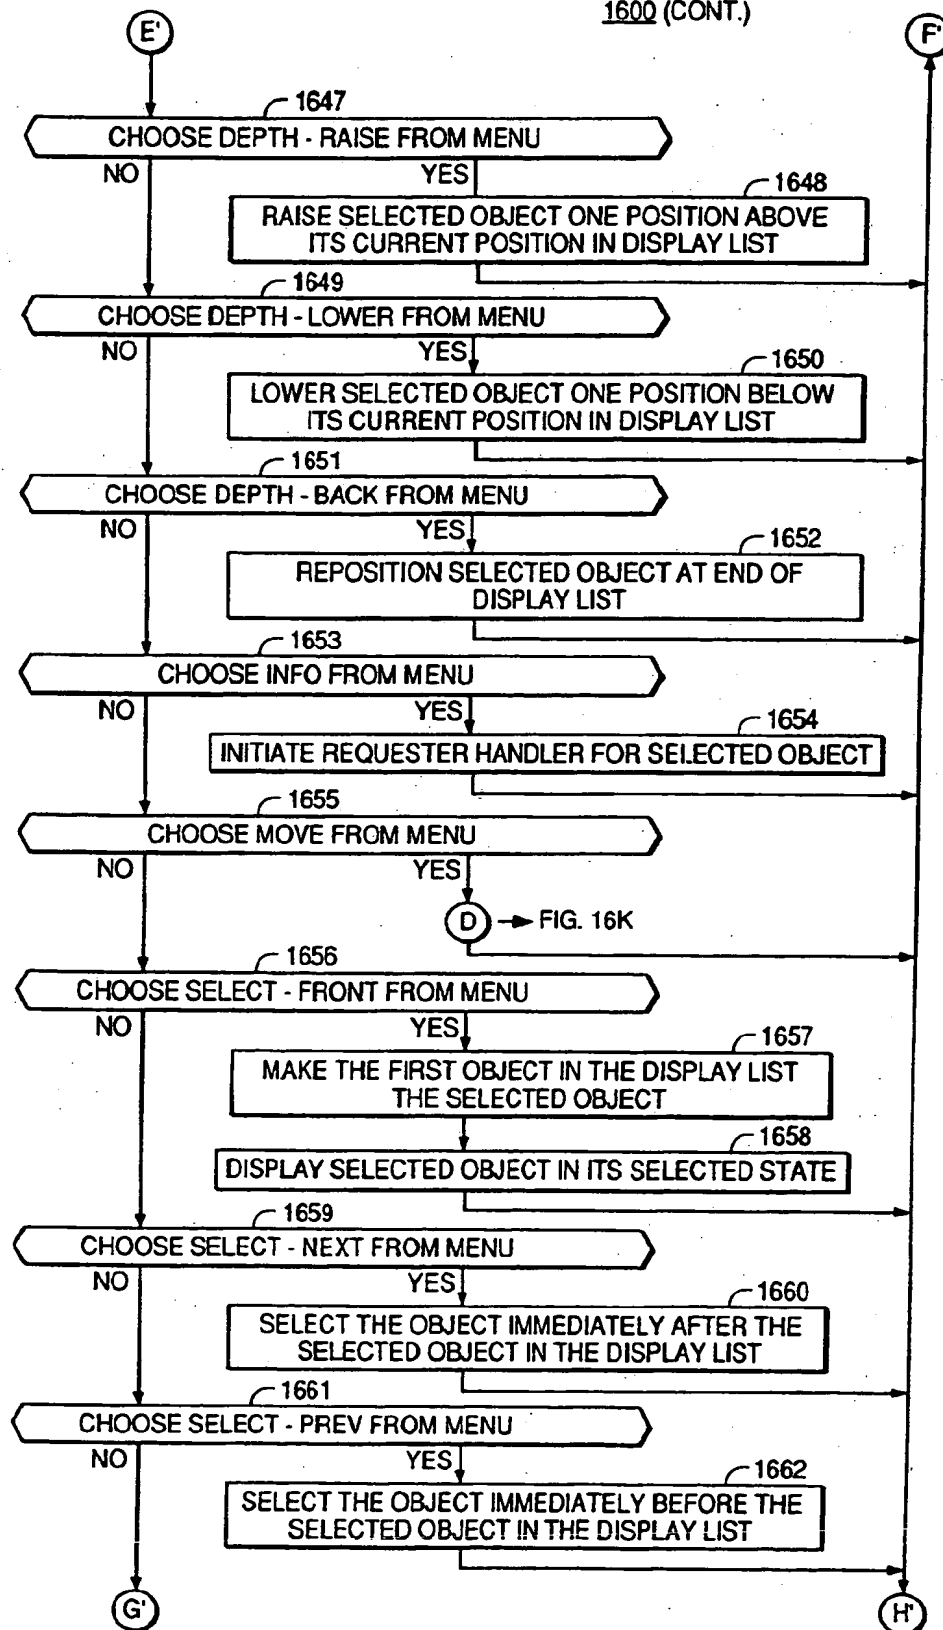 1600 (CONT.)
E'
F'
1647
CHOOSE DEPTH - RAISE FROM MENU
NO
YES
1648
RAISE SELECTED OBJECT ONE POSITION ABOVE
ITS CURRENT POSITION IN DISPLAY LIST
1649
CHOOSE DEPTH - LOWER FROM MENU
NO
YES
1650
LOWER SELECTED OBJECT ONE POSITION BELOW
ITS CURRENT POSITION IN DISPLAY LIST
1651
CHOOSE DEPTH - BACK FROM MENU
NO
YES
1652
REPOSITION SELECTED OBJECT AT END OF
DISPLAY LIST
1653
CHOOSE INFO FROM MENU
NO
YES
1654
INITIATE REQUESTER HANDLER FOR SELECTED OBJECT
1655
CHOOSE MOVE FROM MENU
NO
YES
D
FIG. 16K
1656
CHOOSE SELECT - FRONT FROM MENU
NO
YES
1657
MAKE THE FIRST OBJECT IN THE DISPLAY LIST
THE SELECTED OBJECT
1658
DISPLAY SELECTED OBJECT IN ITS SELECTED STATE
1659
CHOOSE SELECT - NEXT FROM MENU
NO
YES
1660
SELECT THE OBJECT IMMEDIATELY AFTER THE
SELECTED OBJECT IN THE DISPLAY LIST
1661
CHOOSE SELECT - PREV FROM MENU
NO
YES
1662
SELECT THE OBJECT IMMEDIATELY BEFORE THE
SELECTED OBJECT IN THE DISPLAY LIST
G'
H'